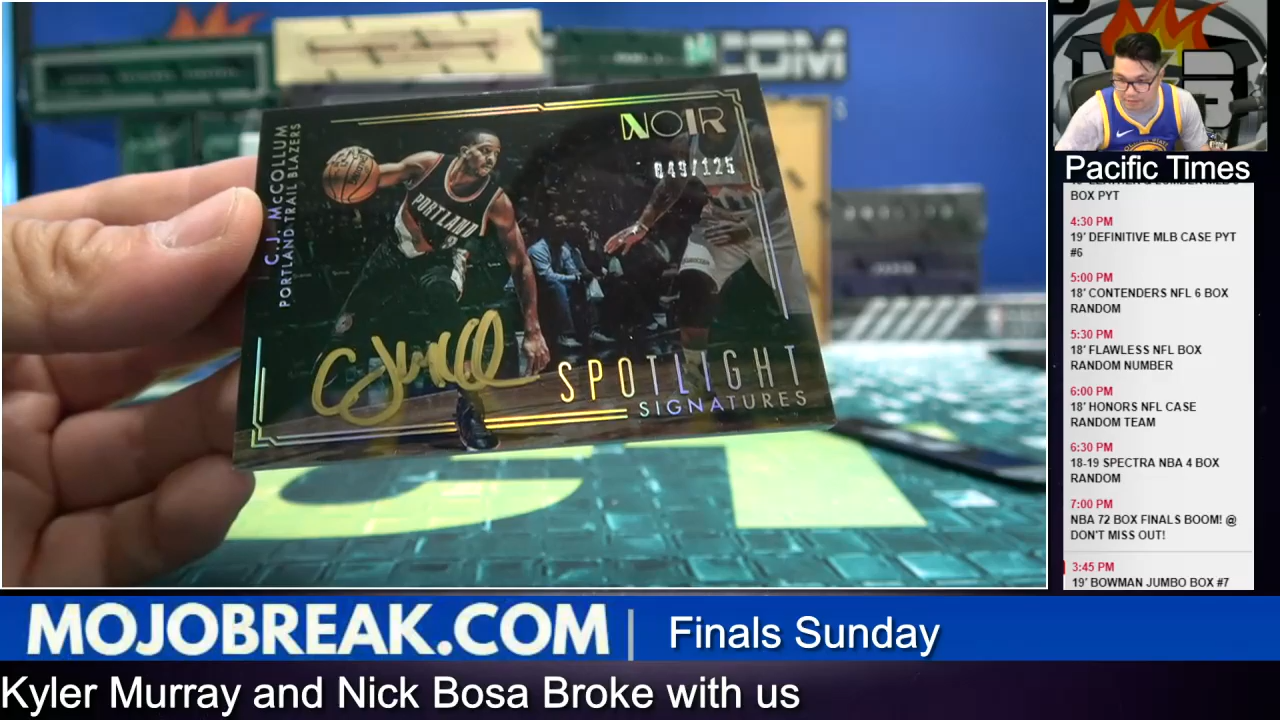 .COM
NOIR
049/125
C.J. McCOLLUM
PORTLAND TRAIL BLAZERS
PORTLAND
3
CJMcCll
SPOTLIGHT
SIGNATURES
Pacific Times
BOX PYT
4:30 PM
19' DEFINITIVE MLB CASE PYT
#6
5:00 PM
18' CONTENDERS NFL 6 BOX
RANDOM
5:30 PM
18' FLAWLESS NFL BOX
RANDOM NUMBER
6:00 PM
18' HONORS NFL CASE
RANDOM TEAM
6:30 PM
18-19 SPECTRA NBA 4 BOX
RANDOM
7:00 PM
NBA 72 BOX FINALS BOOM! @
DON'T MISS OUT!
3:45 PM
19' BOWMAN JUMBO BOX #7
MOJOBREAK.COM | Finals Sunday
Kyler Murray and Nick Bosa Broke with us